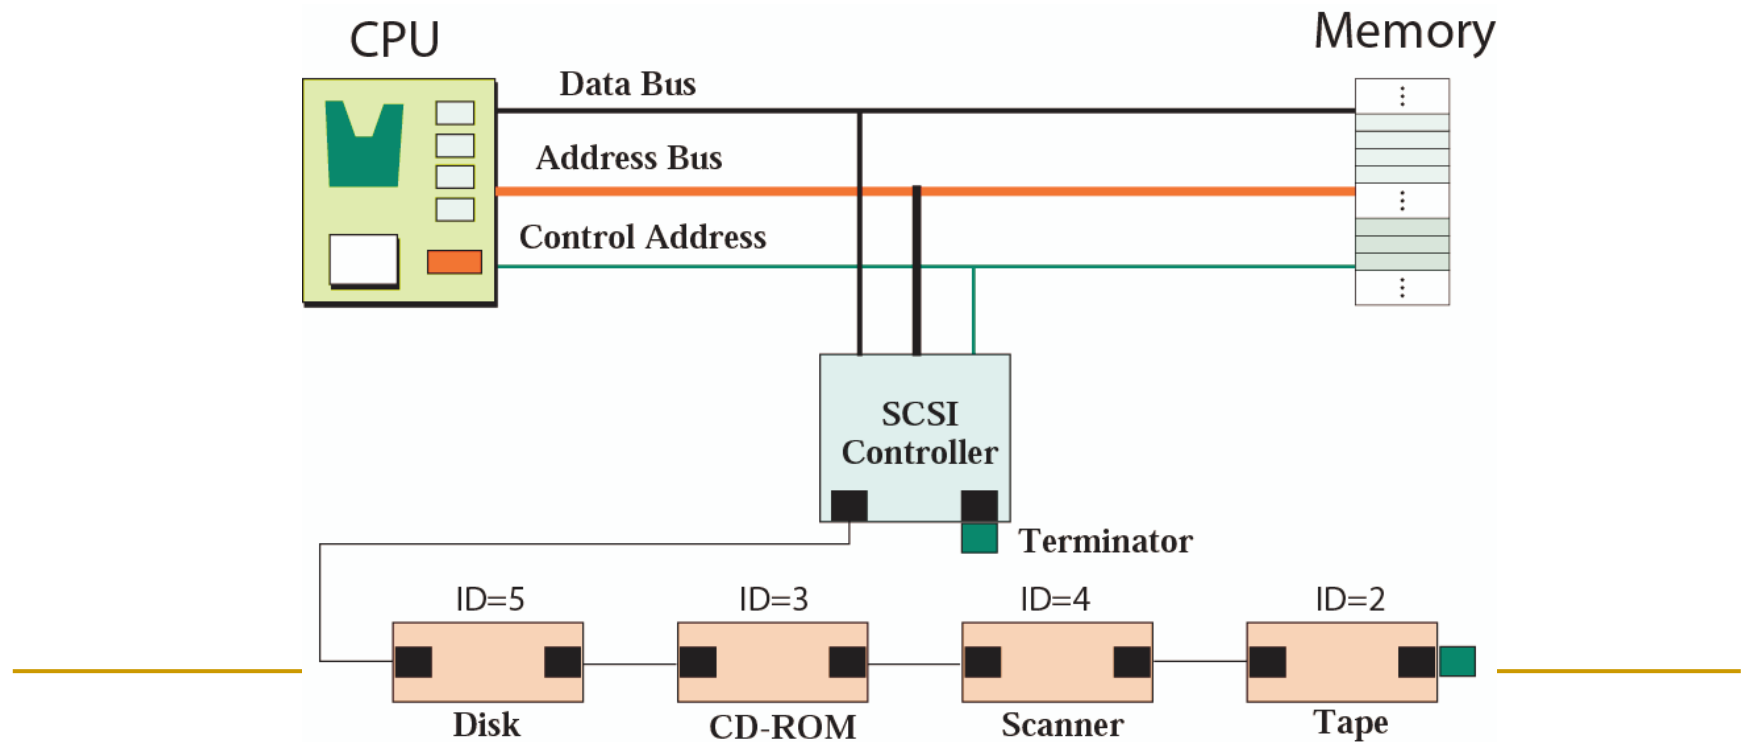 CPU
Memory
Data Bus
Address Bus
Control Address
SCSI
Controller
Terminator
ID=5
ID=3
ID=4
ID=2
Disk
CD-ROM
Scanner
Tape